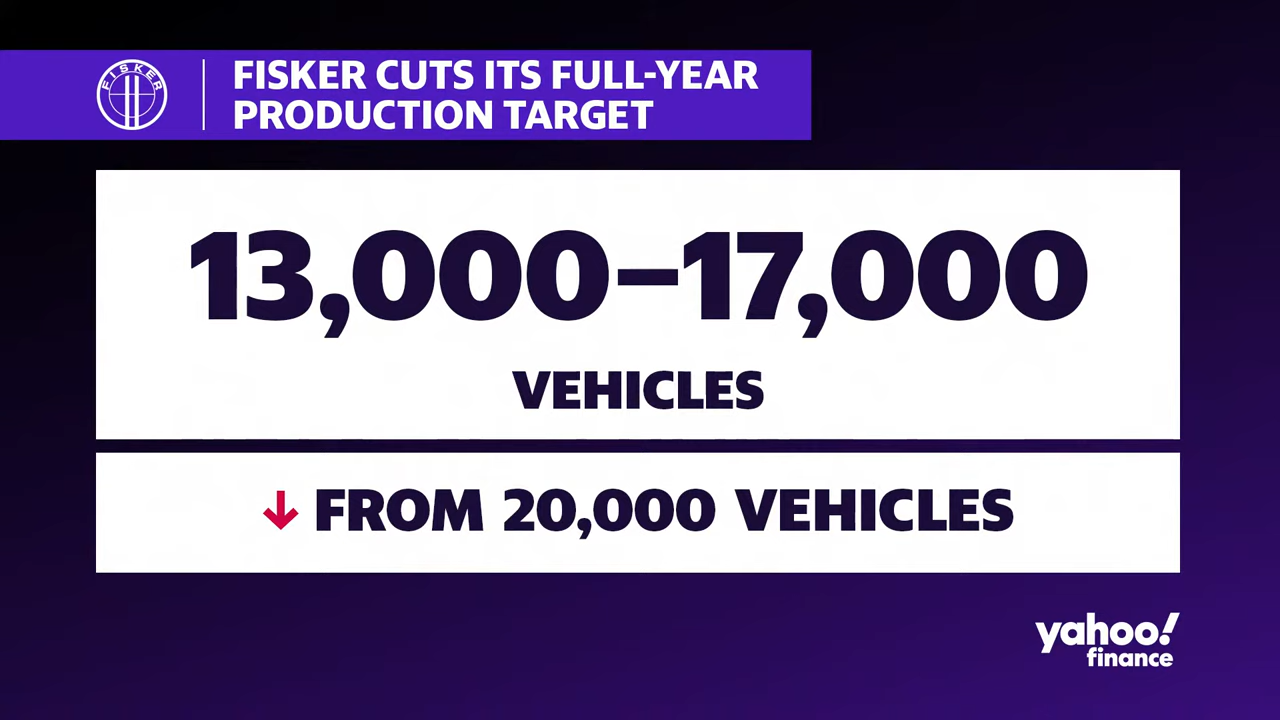 FISKER
FISKER CUTS ITS FULL-YEAR
PRODUCTION TARGET
13,000–17,000
VEHICLES
↓ FROM 20,000 VEHICLES
yahoo!
finance